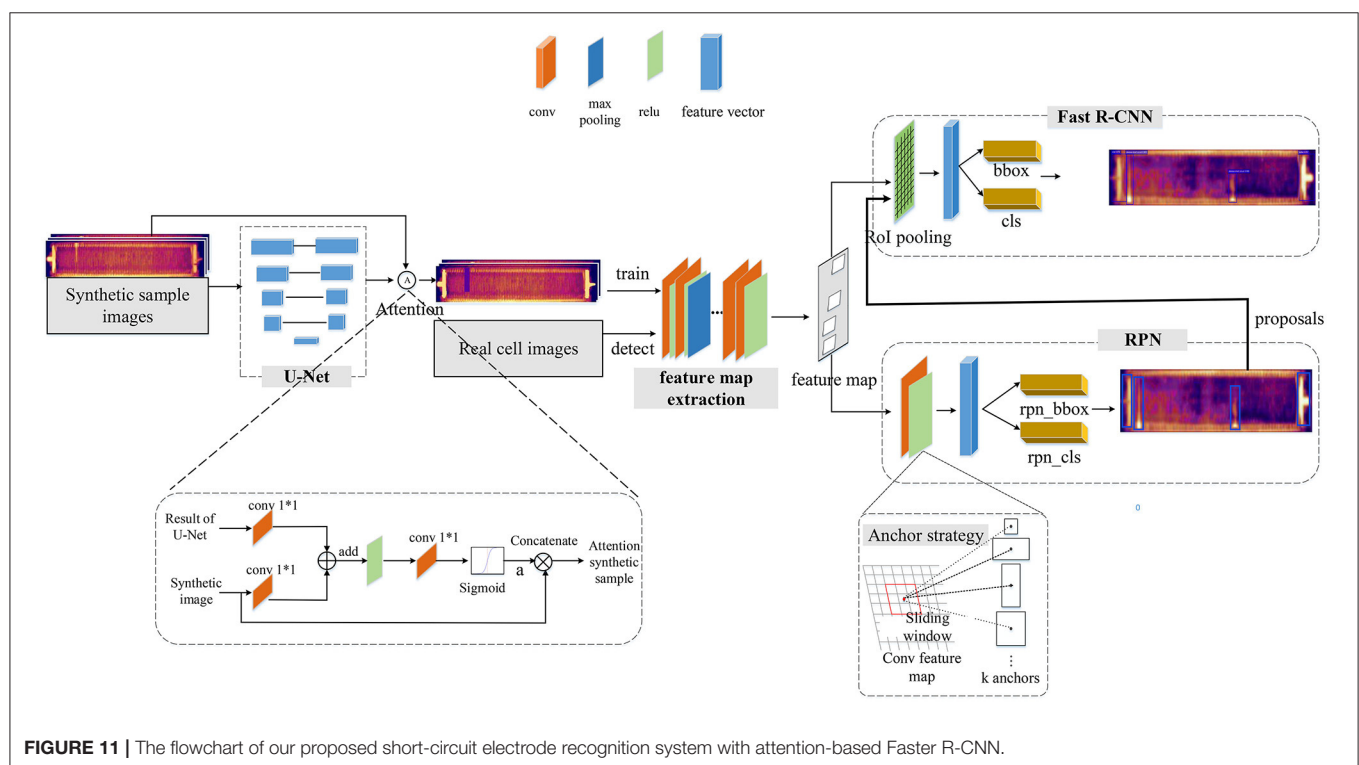 conv
max
pooling
relu
feature vector
Fast R-CNN
bbox
cls
RoI pooling
Synthetic sample
images
U-Net
A
Attention
train
Real cell images
detect
feature map
extraction
feature map
proposals
RPN
rpn_bbox
rpn_cls
0
Result of
U-Net
conv 1*1
Synthetic
image
conv 1*1
add
conv 1*1
Sigmoid
Concatenate
a
Attention
synthetic
sample
Anchor strategy
Sliding
window
Conv feature
map
k anchors
FIGURE 11 | The flowchart of our proposed short-circuit electrode recognition system with attention-based Faster R-CNN.